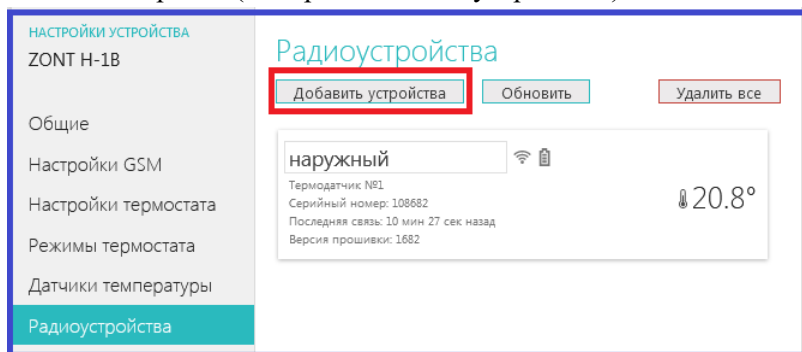 НАСТРОЙКИ УСТРОЙСТВА
ZONT H-1B
Общие
Настройки GSM
Настройки термостата
Режимы термостата
Датчики температуры
Радиоустройства
Радиоустройства
Добавить устройства Обновить Удалить все
наружный
Термодатчик №1
Серийный номер: 108682
Последняя связь: 10 мин 27 сек назад
Версия прошивки: 1682
20.8°